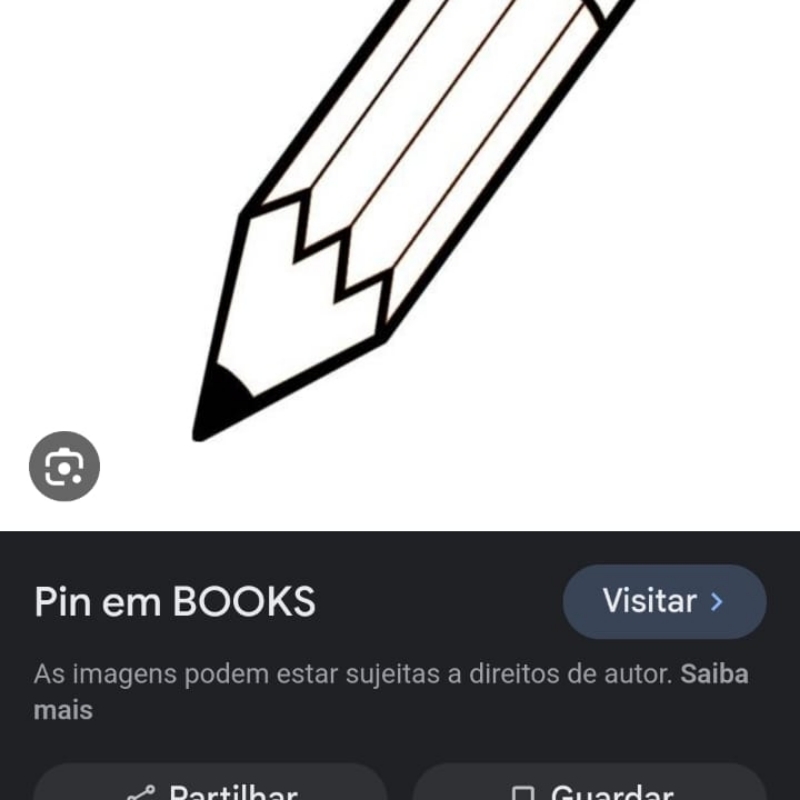 Pin em BOOKS
Visitar
As imagens podem estar sujeitas a direitos de autor. Saiba
mais
Partilhar
Guardar